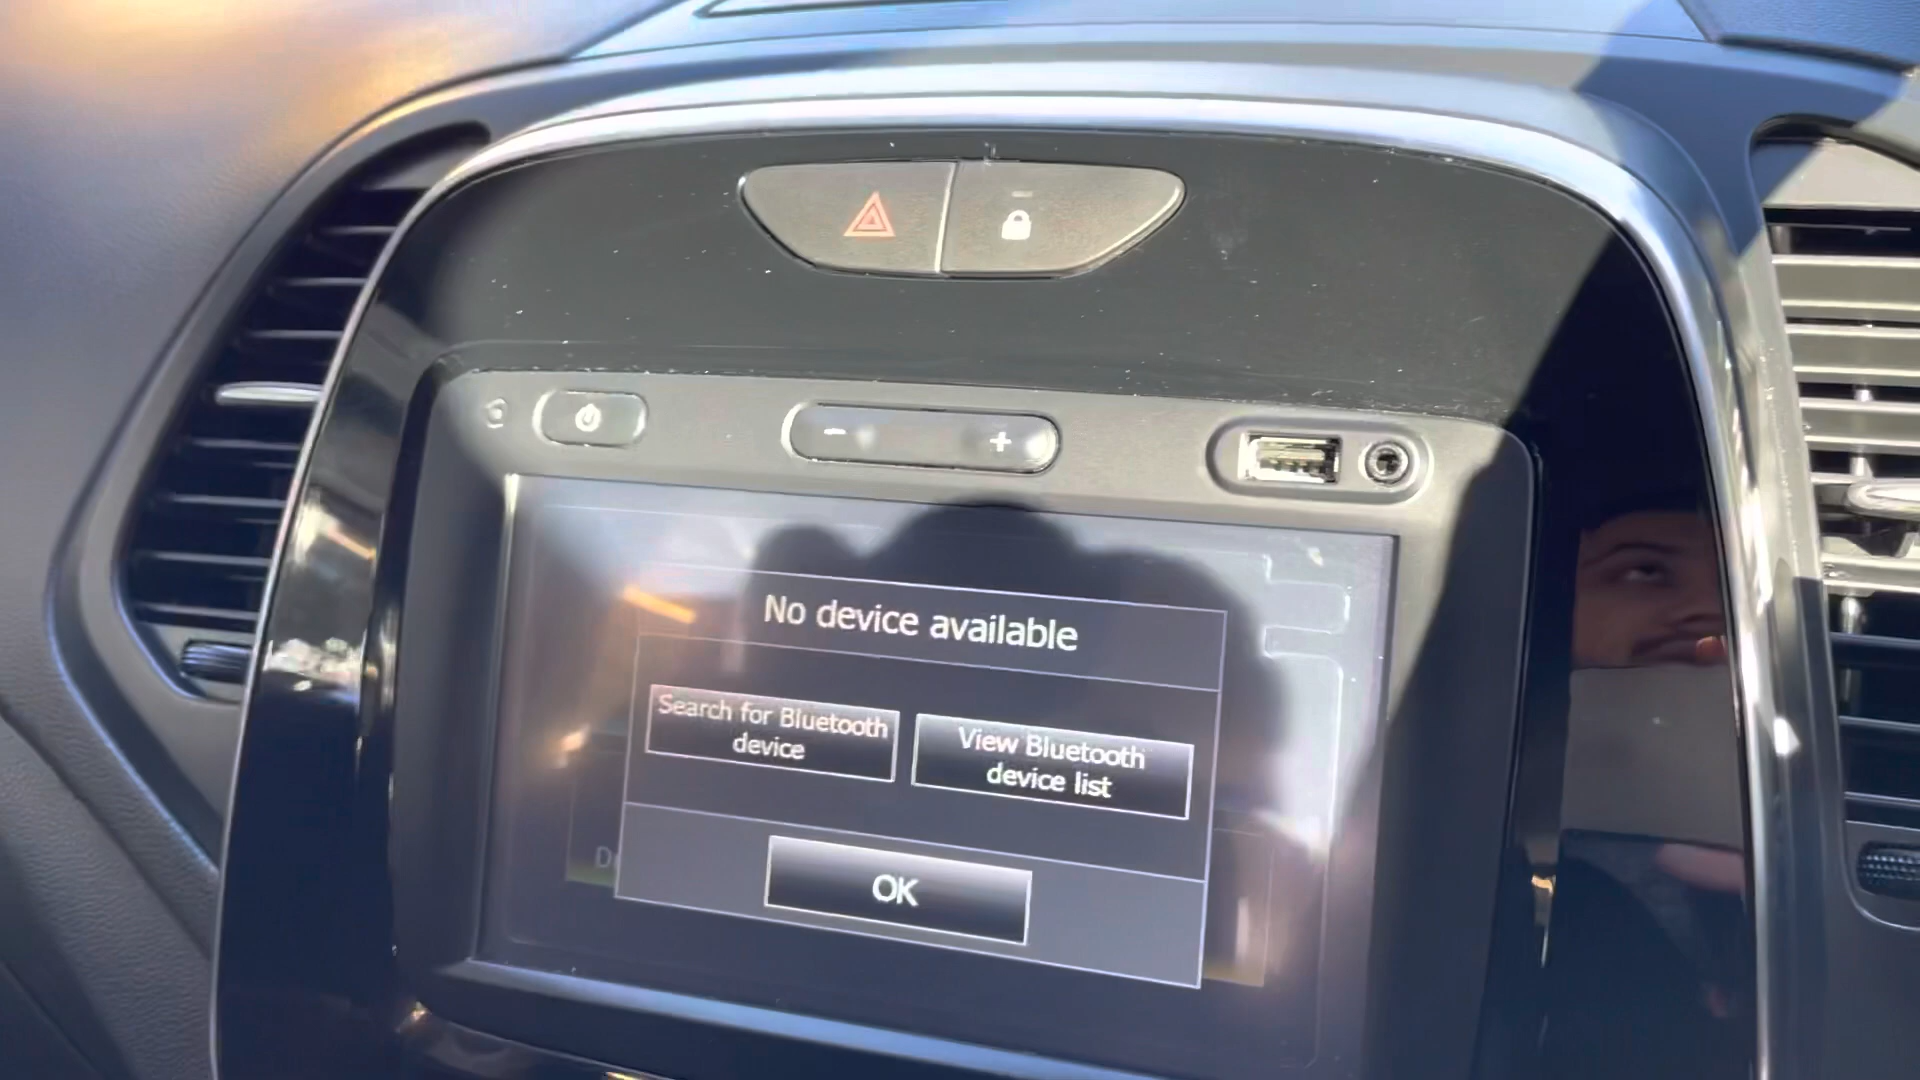 No device available
Search for Bluetooth
device
View Bluetooth
device list
OK